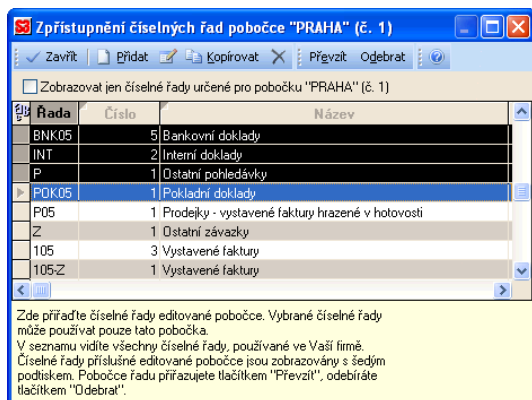 S3 Zpřístupnění číselných řad pobočce "PRAHA" (č. 1)
Zavřít Přidat Kopírovat Převzít Odebrat
Zobrazovat jen číselné řady určené pro pobočku "PRAHA" (č. 1)
Řada Číslo Název
BNK05 5 Bankovní doklady
INT 2 Interní doklady
P 1 Ostatní pohledávky
POK05 1 Pokladní doklady
P05 1 Prodejky - vystavené faktury hrazené v hotovosti
Z 1 Ostatní závazky
105 3 Vystavené faktury
105-Z 1 Vystavené faktury
Zde přiřaďte číselné řady editované pobočce. Vybrané číselné řady
může používat pouze tato pobočka.
V seznamu vidíte všechny číselné řady, používané ve Vaší firmě.
Číselné řady příslušné editované pobočce jsou zobrazovány s šedým
podtiskem. Pobočce řadu přiřazujete tlačítkem "Převzít", odebíráte
tlačítkem "Odebrat".